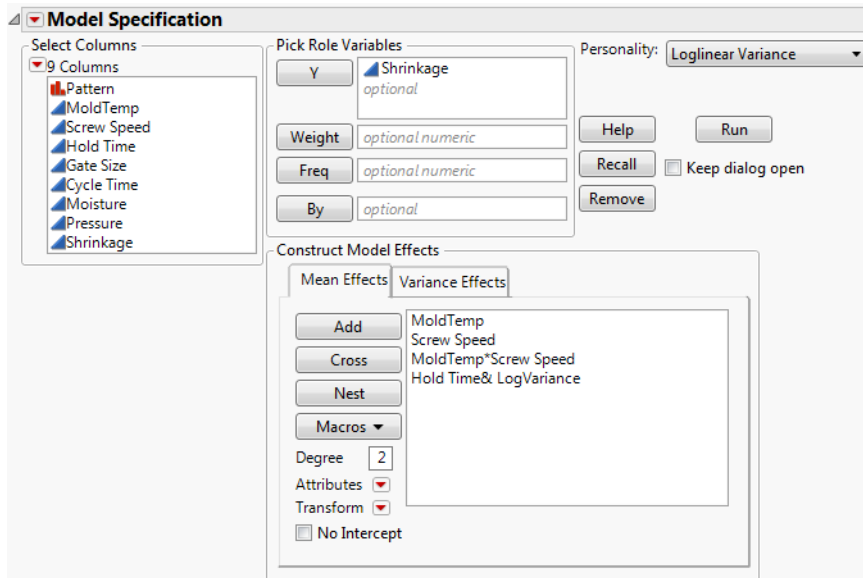 Model Specification
Select Columns
9 Columns
Pattern
MoldTemp
Screw Speed
Hold Time
Gate Size
Cycle Time
Moisture
Pressure
Shrinkage
Pick Role Variables
Y
Shrinkage
optional
Weight
optional numeric
Freq
optional numeric
By
optional
Personality:
Loglinear Variance
Help
Run
Recall
Keep dialog open
Remove
Construct Model Effects
Mean Effects
Variance Effects
Add
Cross
Nest
Macros
Degree
2
Attributes
Transform
No Intercept
MoldTemp
Screw Speed
MoldTemp*Screw Speed
Hold Time& LogVariance